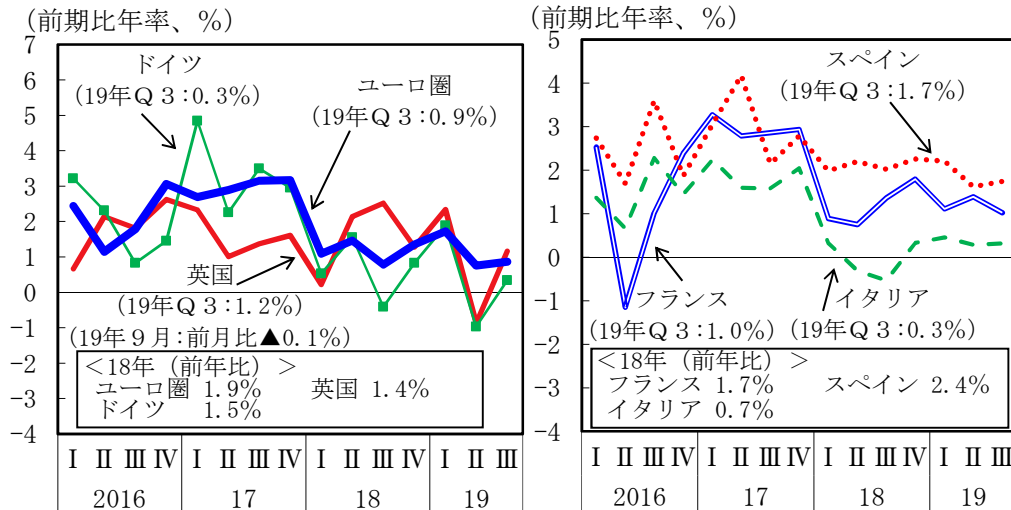 (前期比年率、%)
7
6
5
4
3
2
1
0
−1
−2
−3
−4
ドイツ
(19年Q3:0.3%)
ユーロ圏
(19年Q3:0.9%)
英国
(19年Q3:1.2%)
(19年9月:前月比▲0.1%)
<18年(前年比)>
ユーロ圏 1.9% 英国 1.4%
ドイツ 1.5%
Ⅰ Ⅱ Ⅲ Ⅳ Ⅰ Ⅱ Ⅲ Ⅳ Ⅰ Ⅱ Ⅲ Ⅳ Ⅰ Ⅱ Ⅲ
2016 17 18 19
(前期比年率、%)
5
4
3
2
1
0
−1
−2
−3
−4
スペイン
(19年Q3:1.7%)
フランス
(19年Q3:1.0%)
イタリア
(19年Q3:0.3%)
<18年(前年比)>
フランス 1.7% スペイン 2.4%
イタリア 0.7%
Ⅰ Ⅱ Ⅲ Ⅳ Ⅰ Ⅱ Ⅲ Ⅳ Ⅰ Ⅱ Ⅲ Ⅳ Ⅰ Ⅱ Ⅲ
2016 17 18 19